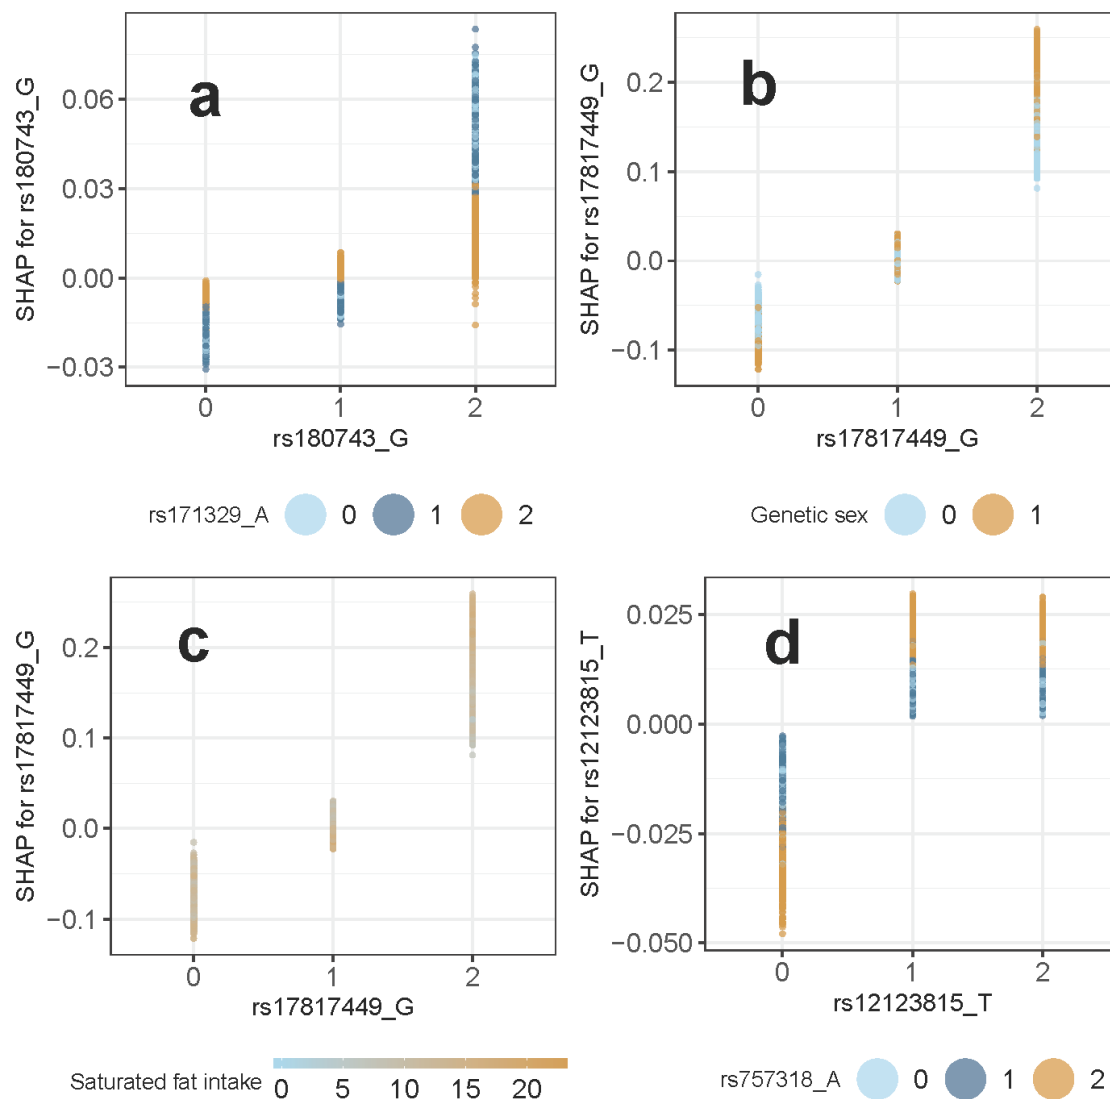 a
SHAP for rs180743_G
0.06
0.03
0.00
−0.03
0 1 2
rs180743_G
rs171329_A 0 1 2
b
SHAP for rs17817449_G
0.2
0.1
0.0
−0.1
0 1 2
rs17817449_G
Genetic sex 0 1
c
SHAP for rs17817449_G
0.2
0.1
0.0
−0.1
0 1 2
rs17817449_G
Saturated fat intake 0 5 10 15 20
d
SHAP for rs12123815_T
0.025
0.000
−0.025
−0.050
0 1 2
rs12123815_T
rs757318_A 0 1 2